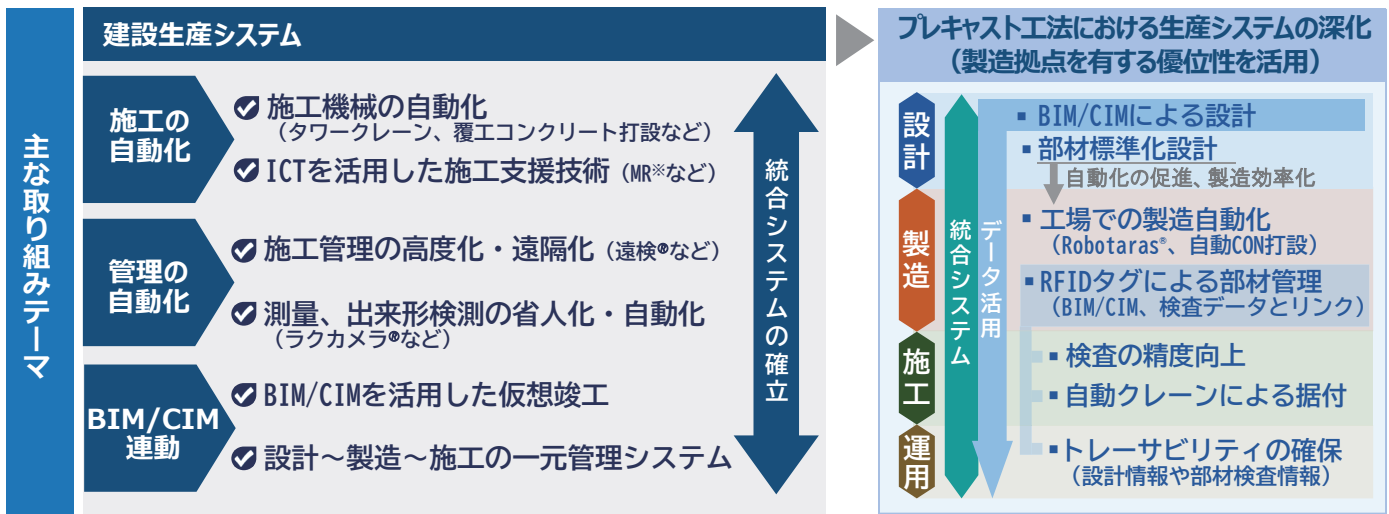 主な取り組みテーマ
建設生産システム
施工の
自動化
施工機械の自動化
（タワークレーン、覆工コンクリート打設など）
ICTを活用した施工支援技術（MR※など）
管理の
自動化
施工管理の高度化・遠隔化（遠検®など）
測量、出来形検測の省人化・自動化
（ラクカメラ®など）
BIM/CIM
連動
BIM/CIMを活用した仮想竣工
設計～製造～施工の一元管理システム
統合システムの確立
プレキャスト工法における生産システムの深化
（製造拠点を有する優位性を活用）
設計
製造
施工
運用
統合システム
データ活用
▪ BIM/CIMによる設計
▪ 部材標準化設計
自動化の促進、製造効率化
▪ 工場での製造自動化
（Robotaras®、自動CON打設）
▪ RFIDタグによる部材管理
（BIM/CIM、検査データとリンク）
▪ 検査の精度向上
▪ 自動クレーンによる据付
▪ トレーサビリティの確保
（設計情報や部材検査情報）